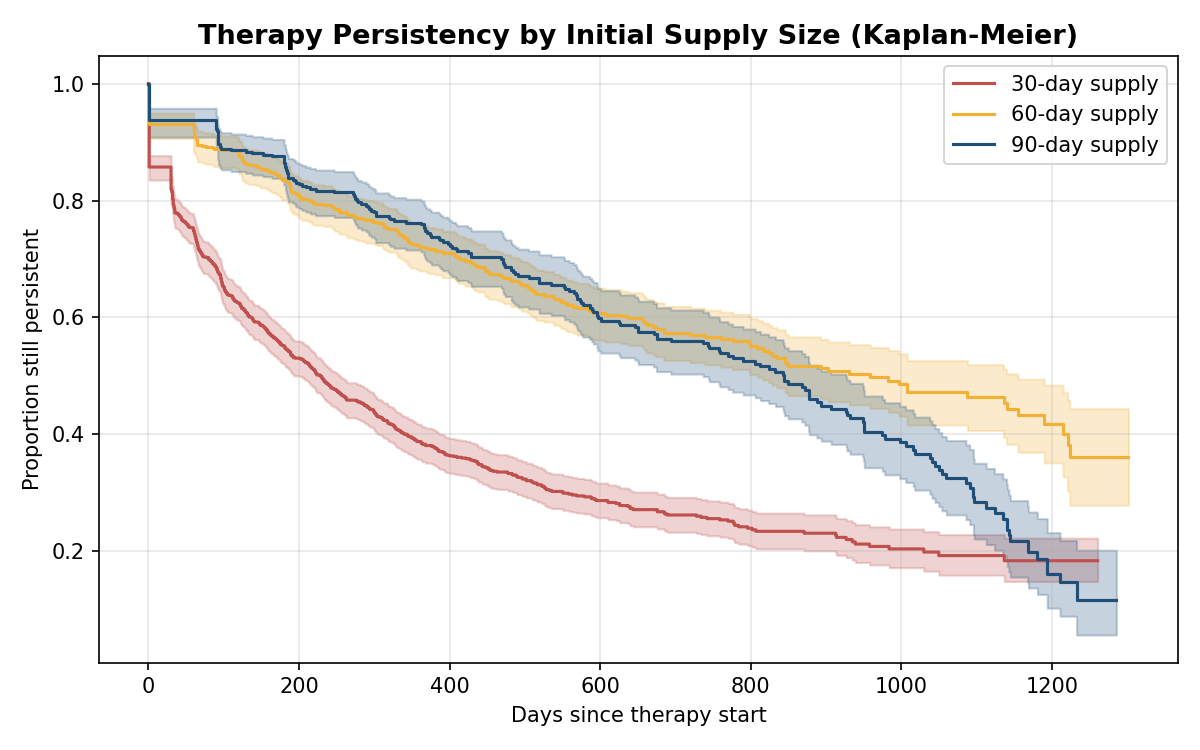 Therapy Persistency by Initial Supply Size (Kaplan-Meier)
30-day supply
60-day supply
90-day supply
Proportion still persistent
1.0
0.8
0.6
0.4
0.2
0 200 400 600 800 1000 1200
Days since therapy start